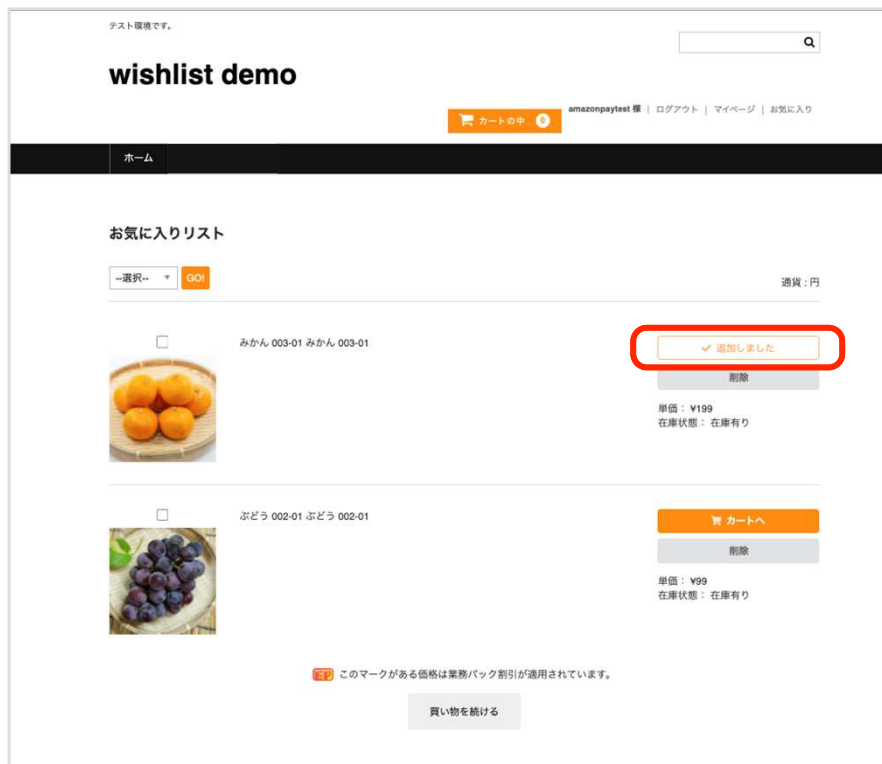 テスト環境です。
wishlist demo
カートの中 0
amazonpaytest 様 | ログアウト | マイページ | お気に入り
ホーム
お気に入りリスト
--選択-- GO!
通貨 : 円
みかん 003-01 みかん 003-01
追加しました
削除
単価： ¥199
在庫状態： 在庫有り
ぶどう 002-01 ぶどう 002-01
カートへ
削除
単価： ¥99
在庫状態： 在庫有り
このマークがある価格は業務パック割引が適用されています。
買い物を続ける